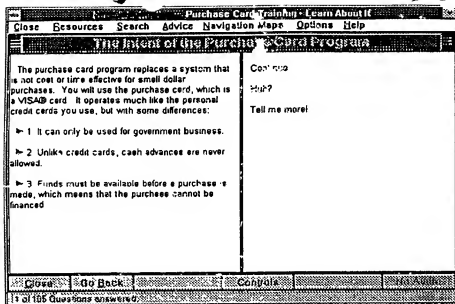 Purchase Card Training - Learn About It
Close Resources Search Advice Navigation Maps Options Help
The Intent of the Purchase Card Program
The purchase card program replaces a system that
is not cost or time effective for small dollar
purchases. You will use the purchase card, which is
a VISA® card. It operates much like the personal
credit cards you use, but with some differences:
► 1 It can only be used for government business.
► 2 Unlike credit cards, cash advances are never
allowed.
► 3 Funds must be available before a purchase is
made, which means that the purchase cannot be
financed
Continue
Huh?
Tell me more!
Close Go Back Controls No Audio
of 105 Questions answered.